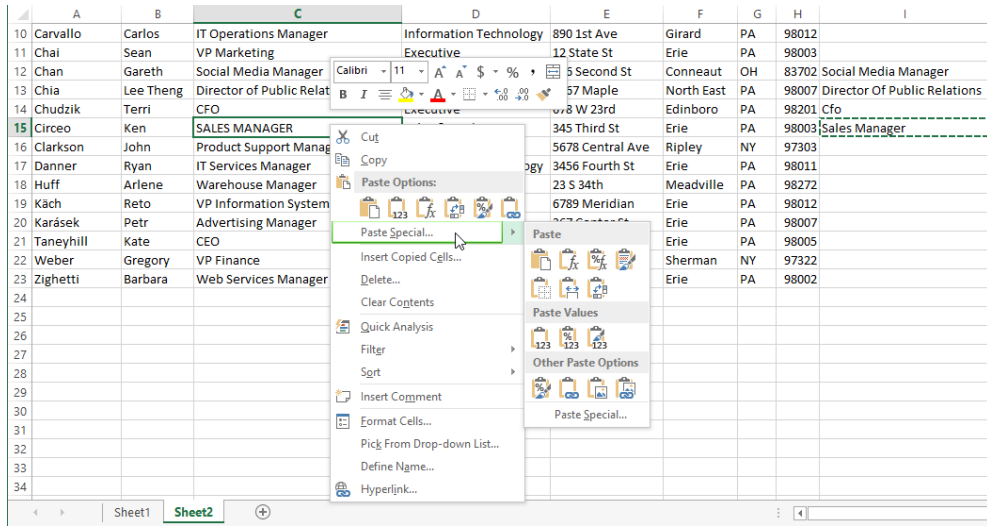 A B C D E F G H I
10 Carvallo Carlos IT Operations Manager Information Technology 890 1st Ave Girard PA 98012
11 Chai Sean VP Marketing Executive 12 State St Erie PA 98003
12 Chan Gareth Social Media Manager Second St Conneaut OH 83702 Social Media Manager
Calibri 11 A A $ % ,
13 Chia Lee Theng Director of Public Relat 67 Maple North East PA 98007 Director Of Public Relations
B I A .00
14 Chudzik Terri CFO Executive 678 W 23rd Edinboro PA 98201 Cfo
15 Circeo Ken SALES MANAGER 345 Third St Erie PA 98003 Sales Manager
Cut
16 Clarkson John Product Support Manag 5678 Central Ave Ripley NY 97303
Copy
17 Danner Ryan IT Services Manager ogy 3456 Fourth St Erie PA 98011
Paste Options:
18 Huff Arlene Warehouse Manager 23 S 34th Meadville PA 98272
19 Käch Reto VP Information System 6789 Meridian Erie PA 98012
123 fx %
20 Karásek Petr Advertising Manager Erie PA 98007
Paste Special... Paste
21 Taneyhill Kate CEO Erie PA 98005
22 Weber Gregory VP Finance Sherman NY 97322
Insert Copied Cells... fx %fx
23 Zighetti Barbara Web Services Manager Erie PA 98002
Delete...
24
Clear Contents Paste Values
25
Quick Analysis 123 % 123 123
26
Filter
27
Other Paste Options
Sort
28
Insert Comment %
29
Format Cells... Paste Special...
30
Pick From Drop-down List...
31
Define Name...
32
Hyperlink...
33
34
Sheet1 Sheet2